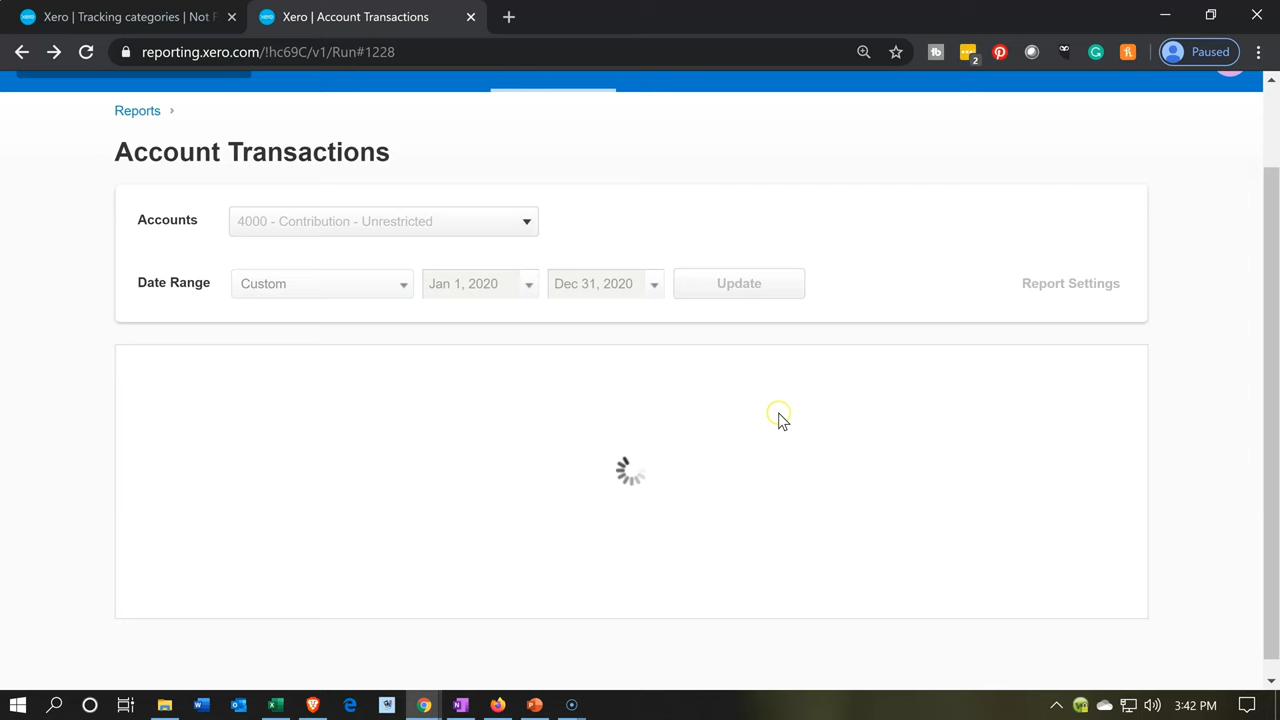 Xero | Tracking categories | Not F
Xero | Account Transactions
reporting.xero.com/!hc69C/v1/Run#1228
2
Paused
Reports
Account Transactions
Accounts
4000 - Contribution - Unrestricted
Date Range
Custom
Jan 1, 2020
Dec 31, 2020
Update
Report Settings
3:42 PM